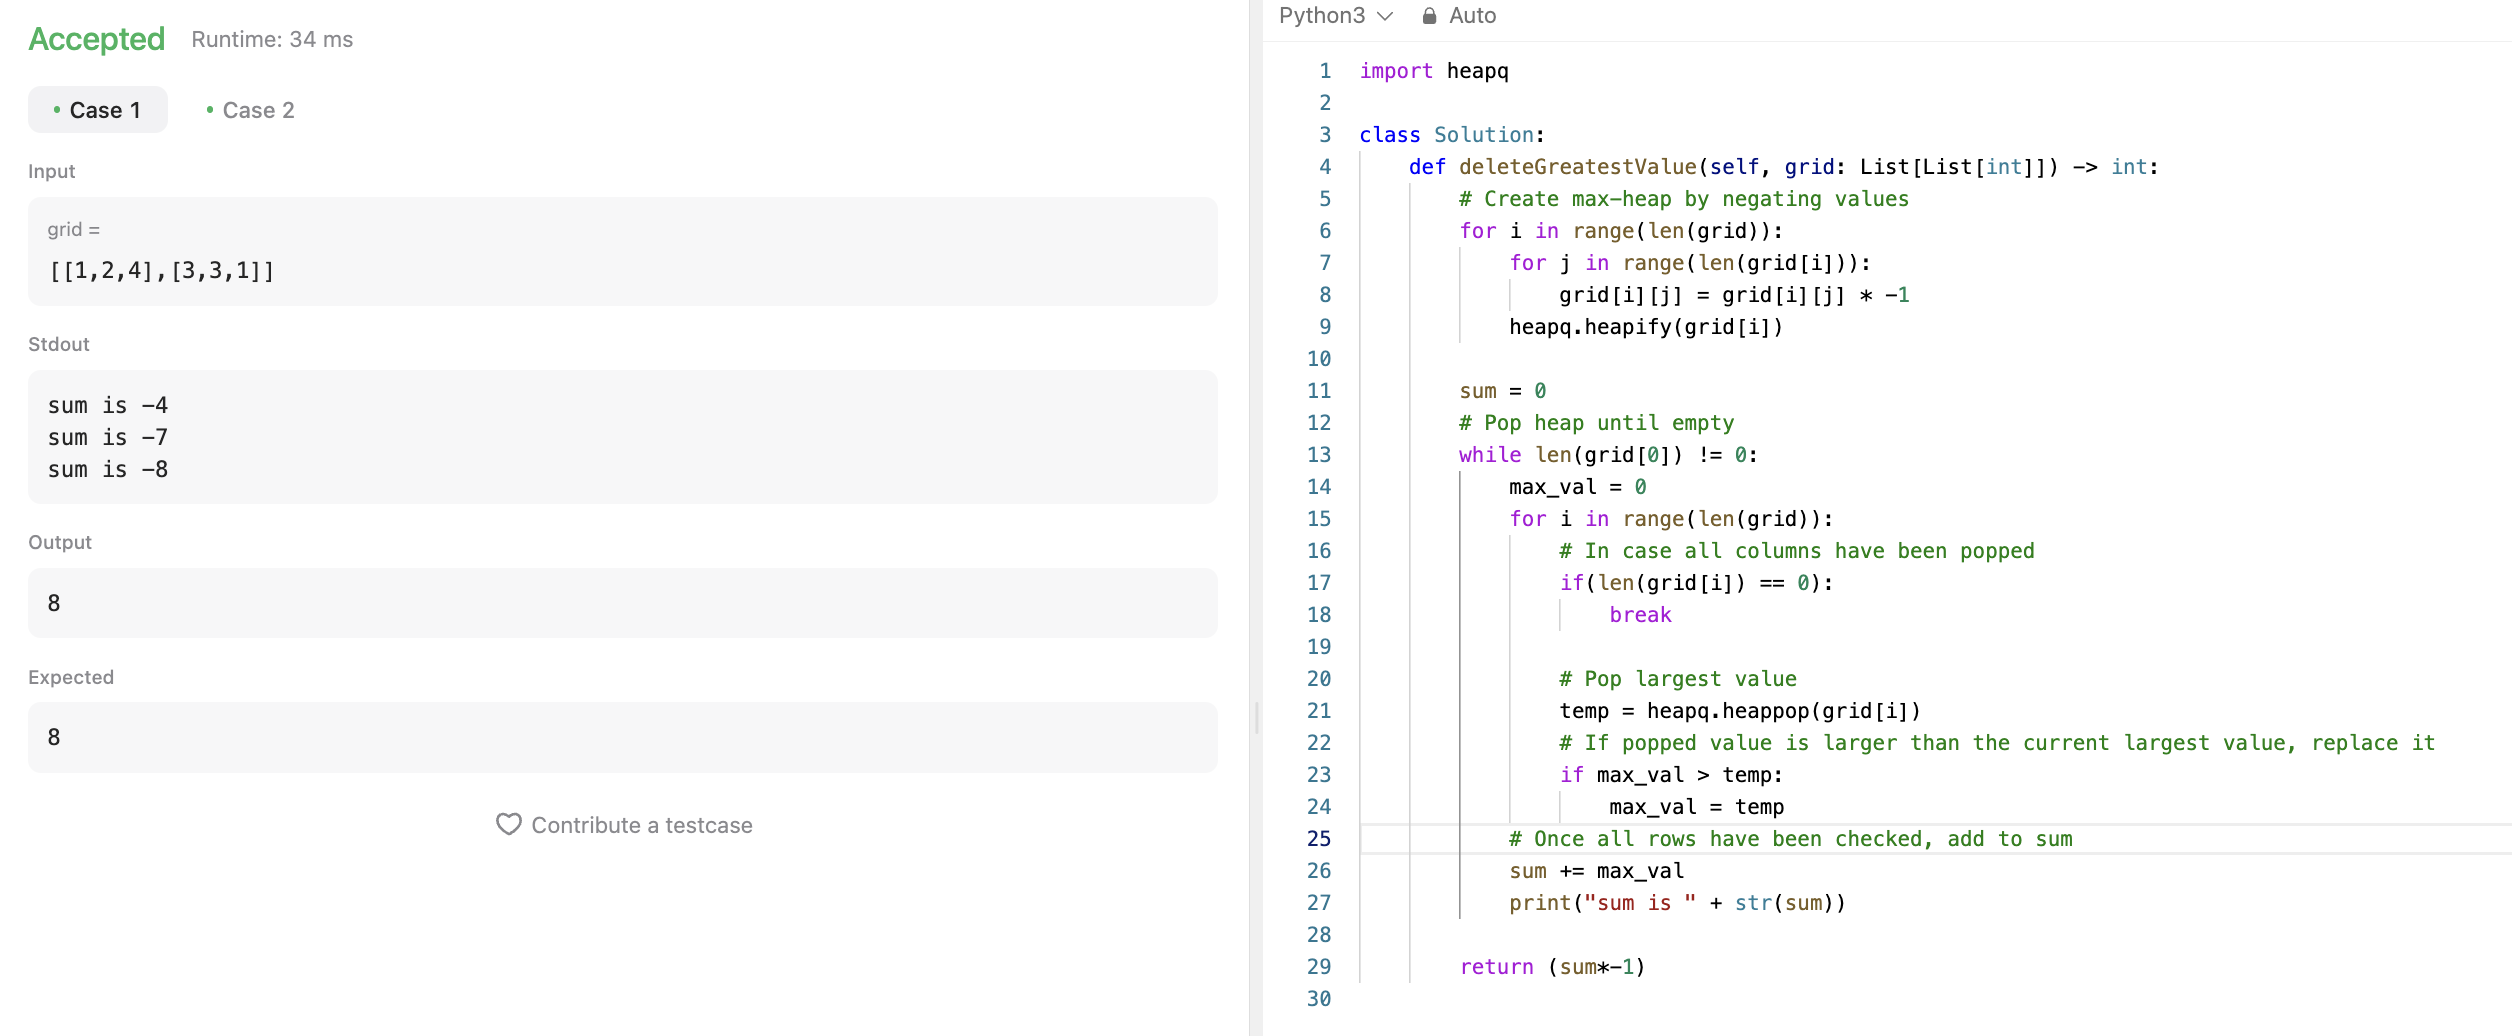 Accepted Runtime: 34 ms
Case 1 Case 2
Input
grid =
[[1,2,4],[3,3,1]]
Stdout
sum is -4
sum is -7
sum is -8
Output
8
Expected
8
Contribute a testcase
Python3 Auto
1 import heapq
2
3 class Solution:
4     def deleteGreatestValue(self, grid: List[List[int]]) -> int:
5         # Create max-heap by negating values
6         for i in range(len(grid)):
7             for j in range(len(grid[i])):
8                 grid[i][j] = grid[i][j] * -1
9             heapq.heapify(grid[i])
10
11         sum = 0
12         # Pop heap until empty
13         while len(grid[0]) != 0:
14             max_val = 0
15             for i in range(len(grid)):
16                 # In case all columns have been popped
17                 if(len(grid[i]) == 0):
18                     break
19
20                 # Pop largest value
21                 temp = heapq.heappop(grid[i])
22                 # If popped value is larger than the current largest value, replace it
23                 if max_val > temp:
24                     max_val = temp
25             # Once all rows have been checked, add to sum
26             sum += max_val
27             print("sum is " + str(sum))
28
29         return (sum*-1)
30